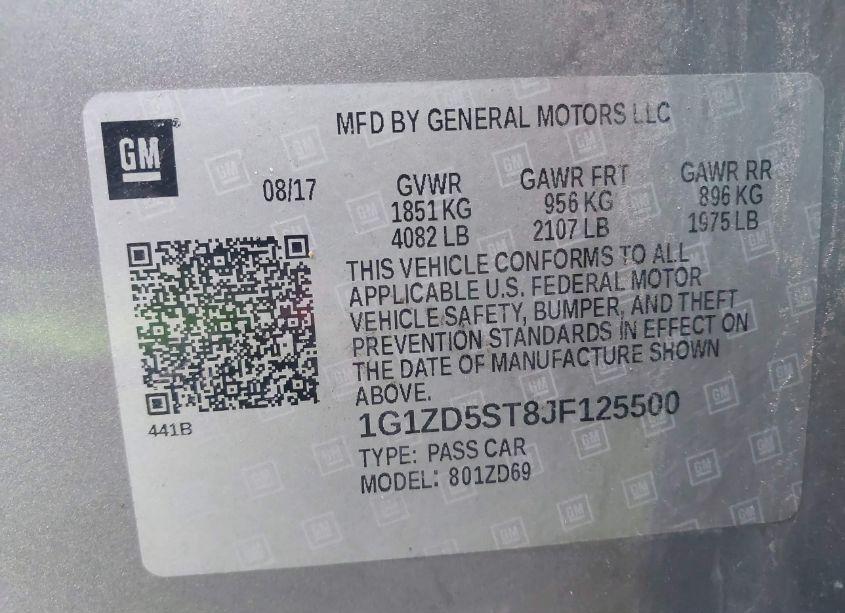 GM
MFD BY GENERAL MOTORS LLC
08/17
GVWR
1851 KG
4082 LB
GAWR FRT
956 KG
2107 LB
GAWR RR
896 KG
1975 LB
THIS VEHICLE CONFORMS TO ALL
APPLICABLE U.S. FEDERAL MOTOR
VEHICLE SAFETY, BUMPER, AND THEFT
PREVENTION STANDARDS IN EFFECT ON
THE DATE OF MANUFACTURE SHOWN
ABOVE.
1G1ZD5ST8JF125500
TYPE: PASS CAR
MODEL: 801ZD69
441B